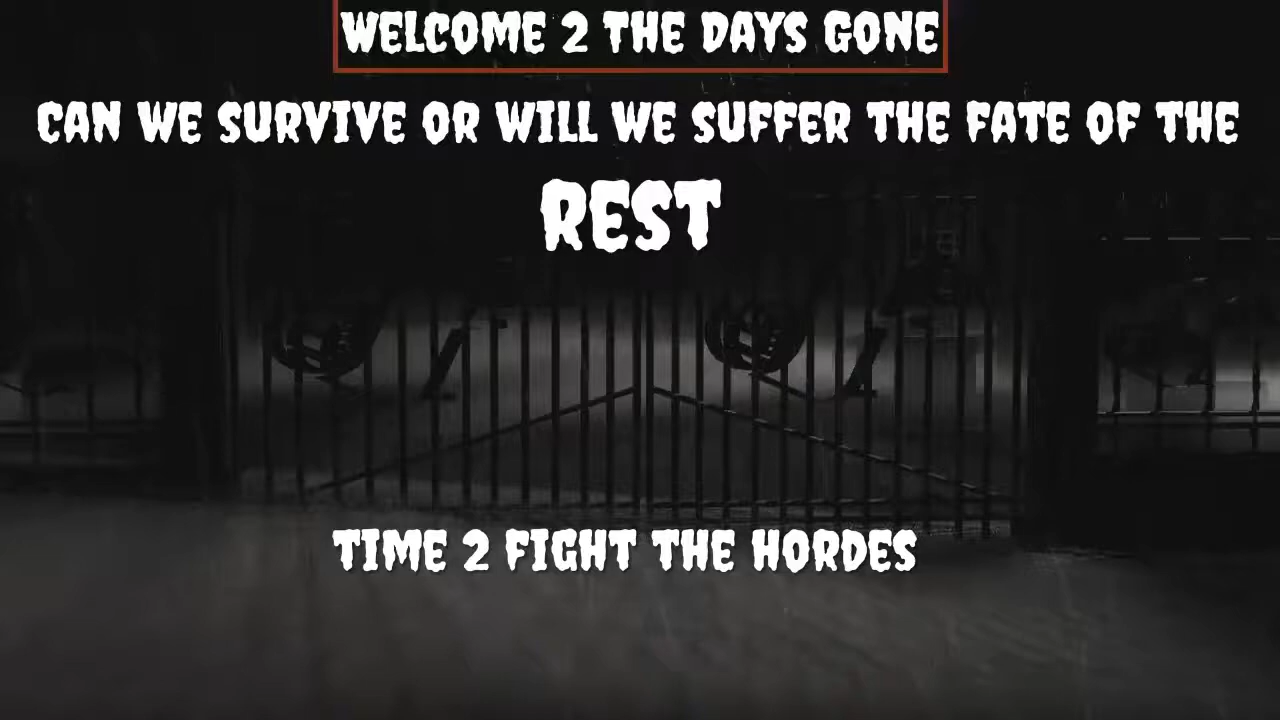 WELCOME 2 THE DAYS GONE
CAN WE SURVIVE OR WILL WE SUFFER THE FATE OF THE
REST
TIME 2 FIGHT THE HORDES